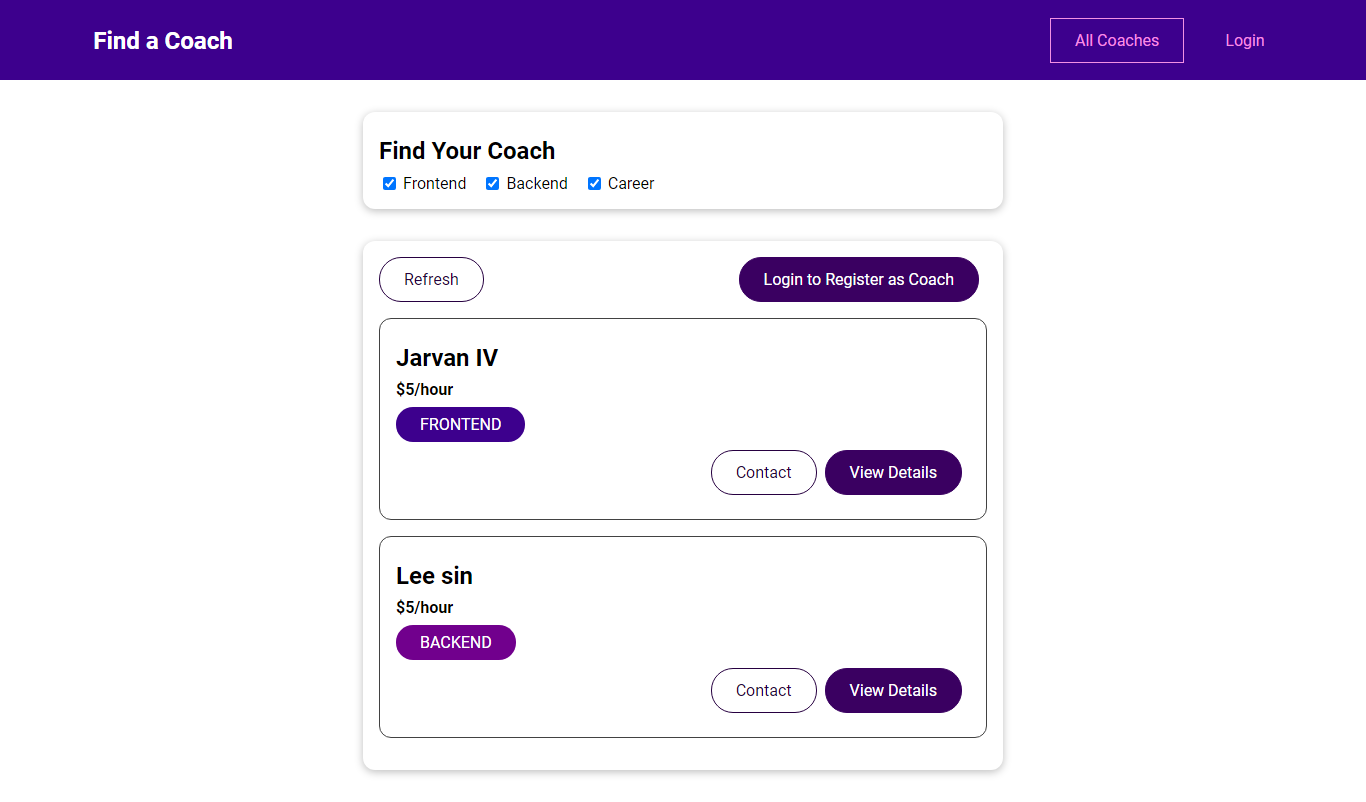 Find a Coach
All Coaches
Login
Find Your Coach
Frontend Backend Career
Refresh
Login to Register as Coach
Jarvan IV
$5/hour
FRONTEND
Contact
View Details
Lee sin
$5/hour
BACKEND
Contact
View Details